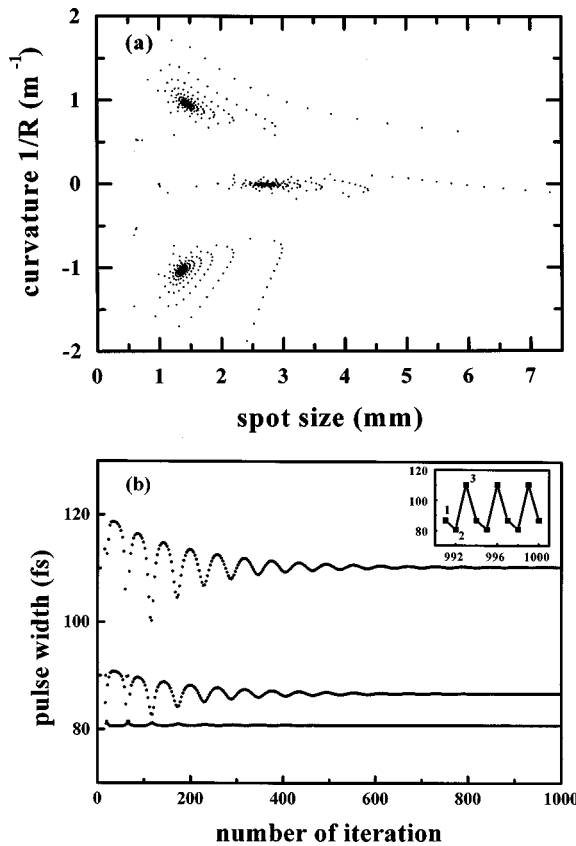 (a)
curvature 1/R (m⁻¹)
2
1
0
-1
-2
0 1 2 3 4 5 6 7
spot size (mm)
(b)
pulse width (fs)
120
100
80
0 200 400 600 800 1000
number of iteration
120
110
100
80
1
2
3
992 996 1000